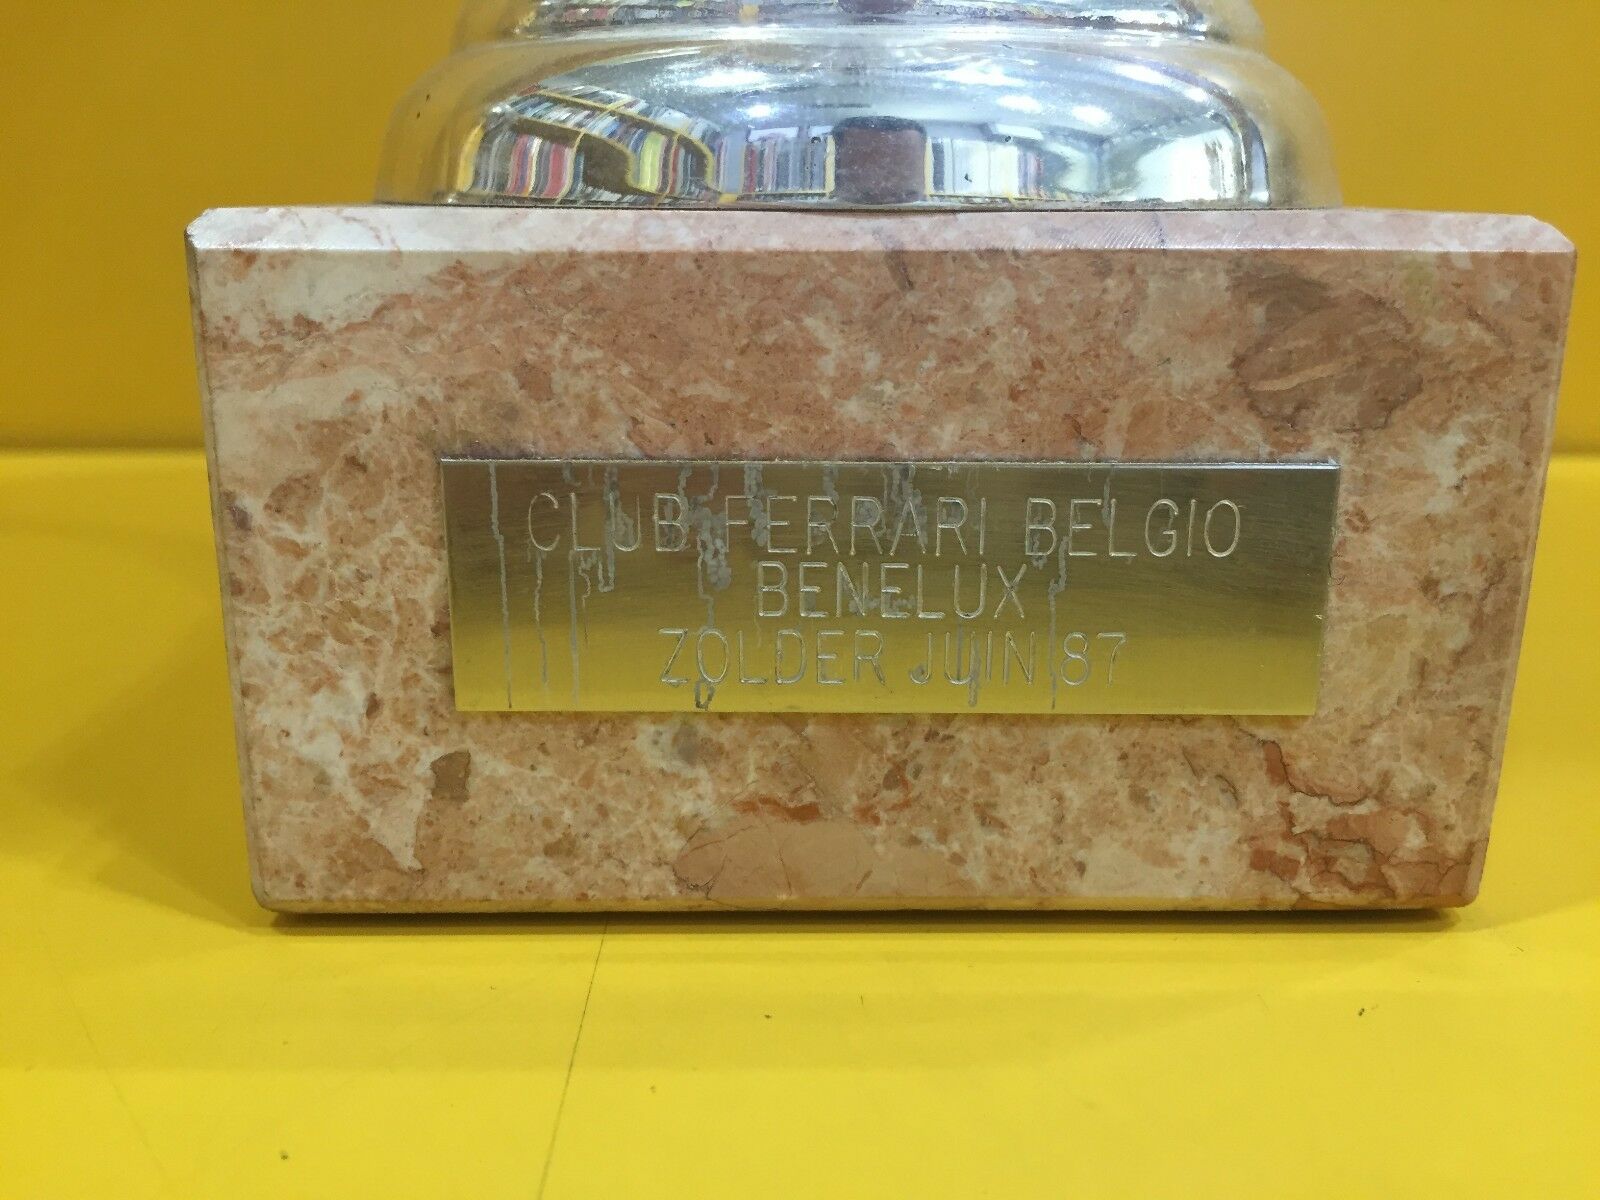 CLUB FERRARI BELGIO
BENELUX
ZOLDER JUIN 87